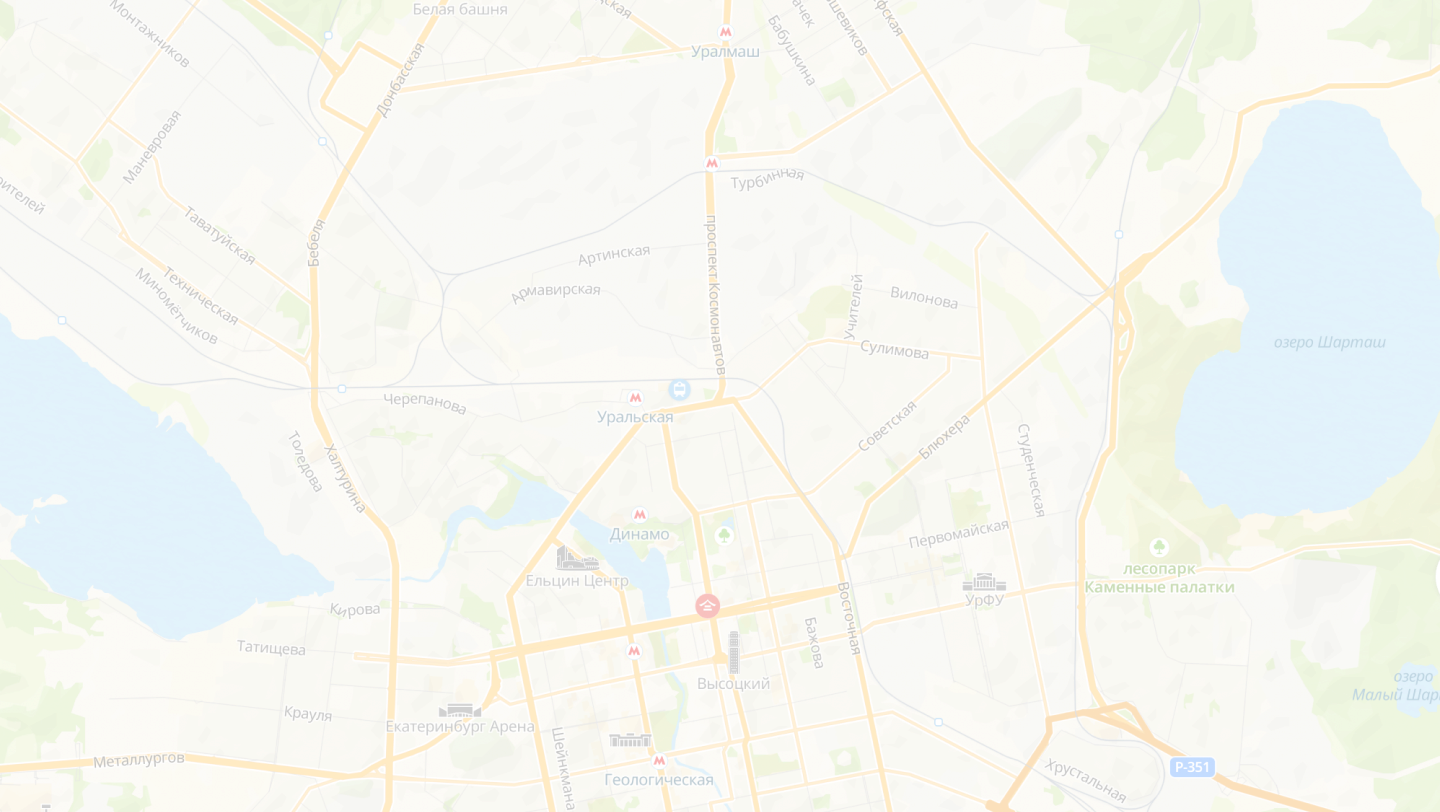 Белая башня
Монтажников
Уралмаш
Бабушкина
Донбасская
Маневровая
Турбинная
Таватуйская
Бебеля
проспект Космонавтов
Артинская
Армавирская
Учителей
Вилонова
Техническая
Минометчиков
Сулимова
озеро Шарташ
Черепанова
Уральская
Советская
Блюхера
Студенческая
Толедова
Халтурина
Динамо
Первомайская
Ельцин Центр
лесопарк
Каменные палатки
УрФУ
Кирова
Восточная
Бажова
Татищева
Высоцкий
озеро
Малый Шар
Крауля
Екатеринбург Арена
Шейнкмана
Металлургов
Геологическая
Хрустальная
Р-351